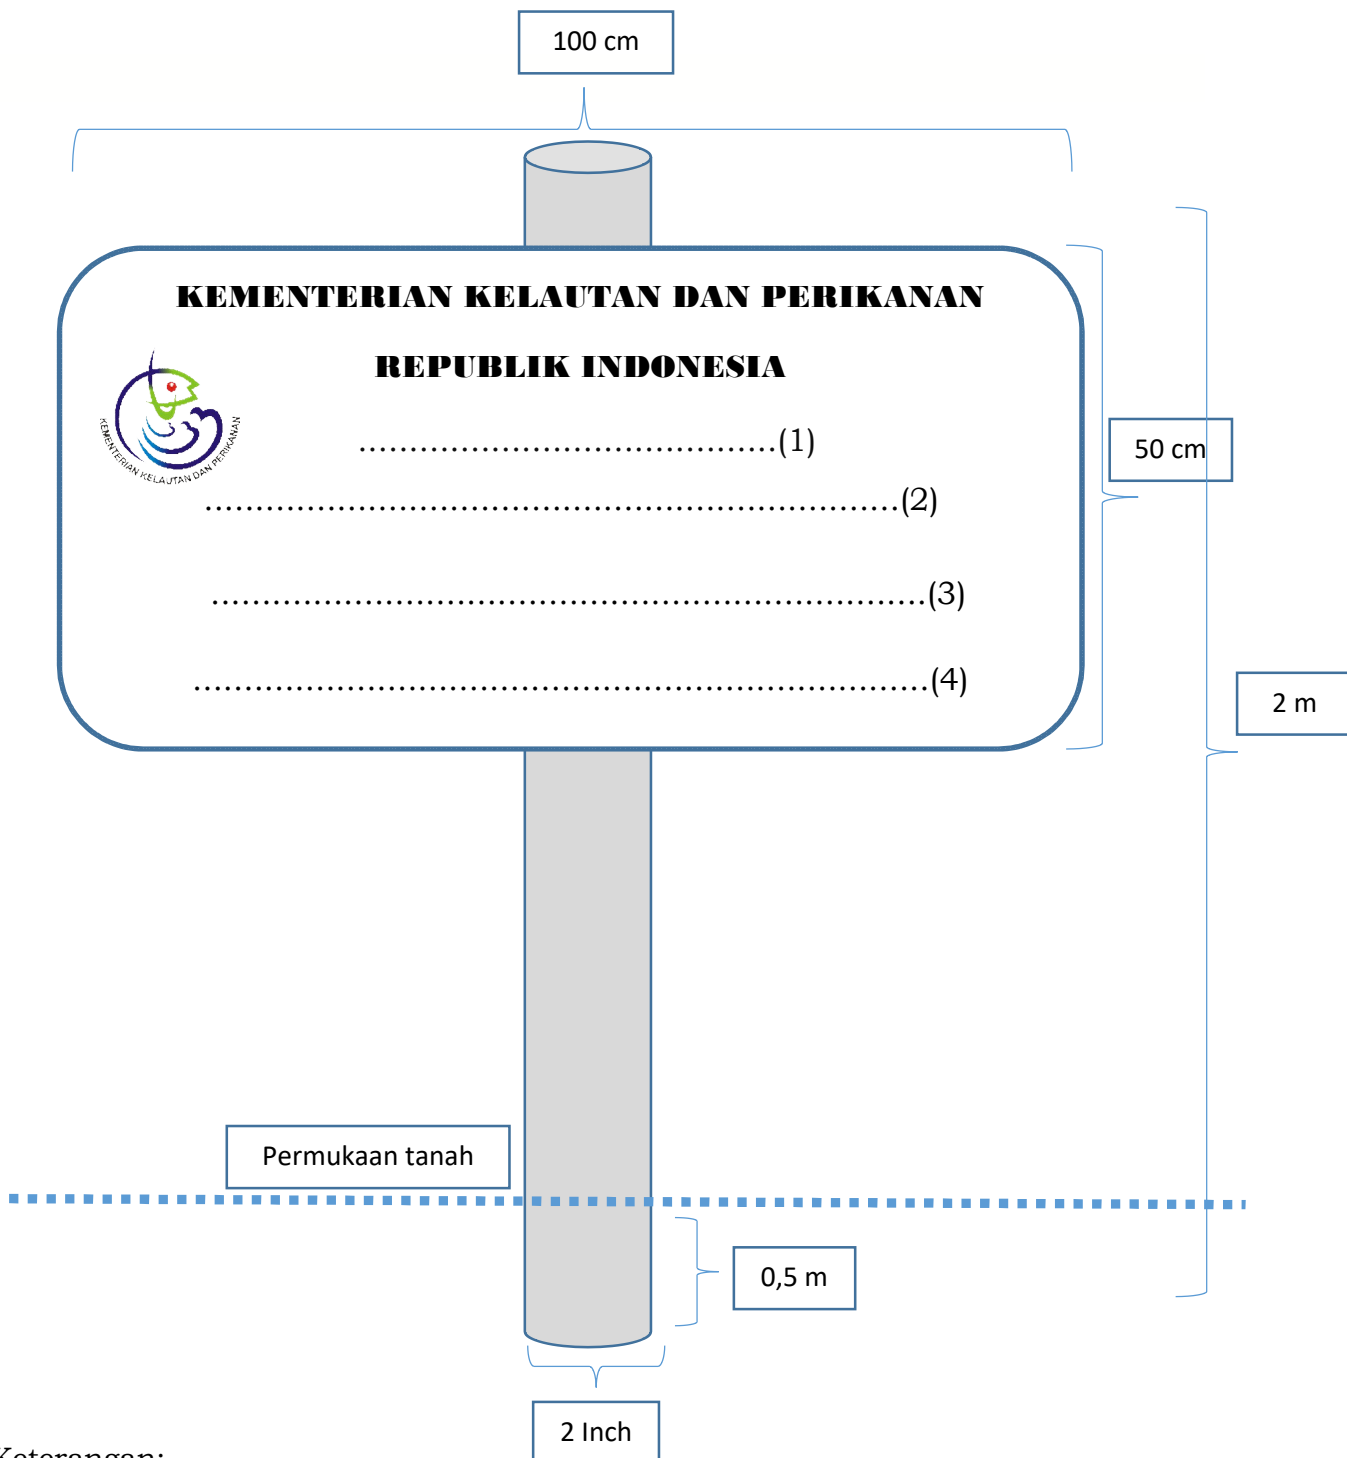 100 cm
KEMENTERIAN KELAUTAN DAN PERIKANAN
REPUBLIK INDONESIA
KEMENTERIAN KELAUTAN DAN PERIKANAN
.........................................(1)
50 cm
....................................................................(2)
......................................................................(3)
........................................................................(4)
2 m
Permukaan tanah
0,5 m
2 Inch
Keterangan: